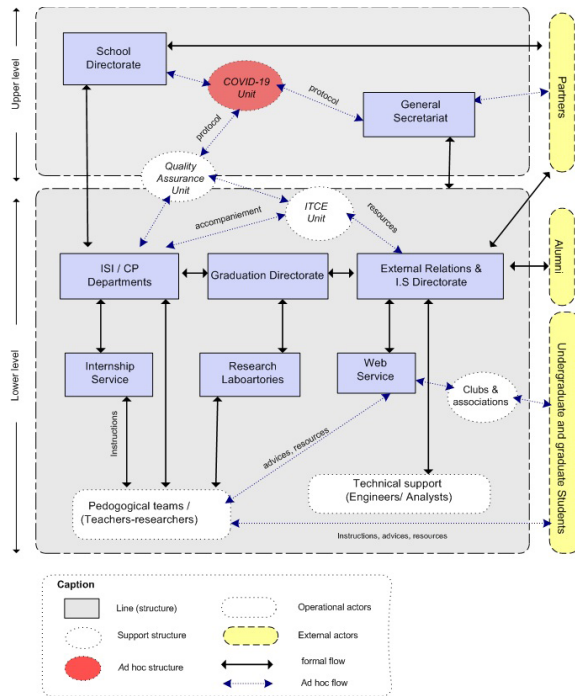 Upper level
School
Directorate
COVID-19
Unit
protocol
General
Secretariat
Partners
protocol
Quality
Assurance
Unit
ITCE
Unit
accompaniement
resources
Lower level
ISI / CP
Departments
Graduation Directorate
External Relations &
I.S Directorate
Alumni
Internship
Service
Research
Laboartories
Web
Service
Clubs &
associations
Undergraduate and graduate Students
Instructions
advices, resources
Pedogogical teams /
(Teachers-researchers)
Technical support
(Engineers/ Analysts)
Instructions, advices, resources
Caption
Line (structure)
Operational actors
Support structure
External actors
Ad hoc structure
formal flow
Ad hoc flow